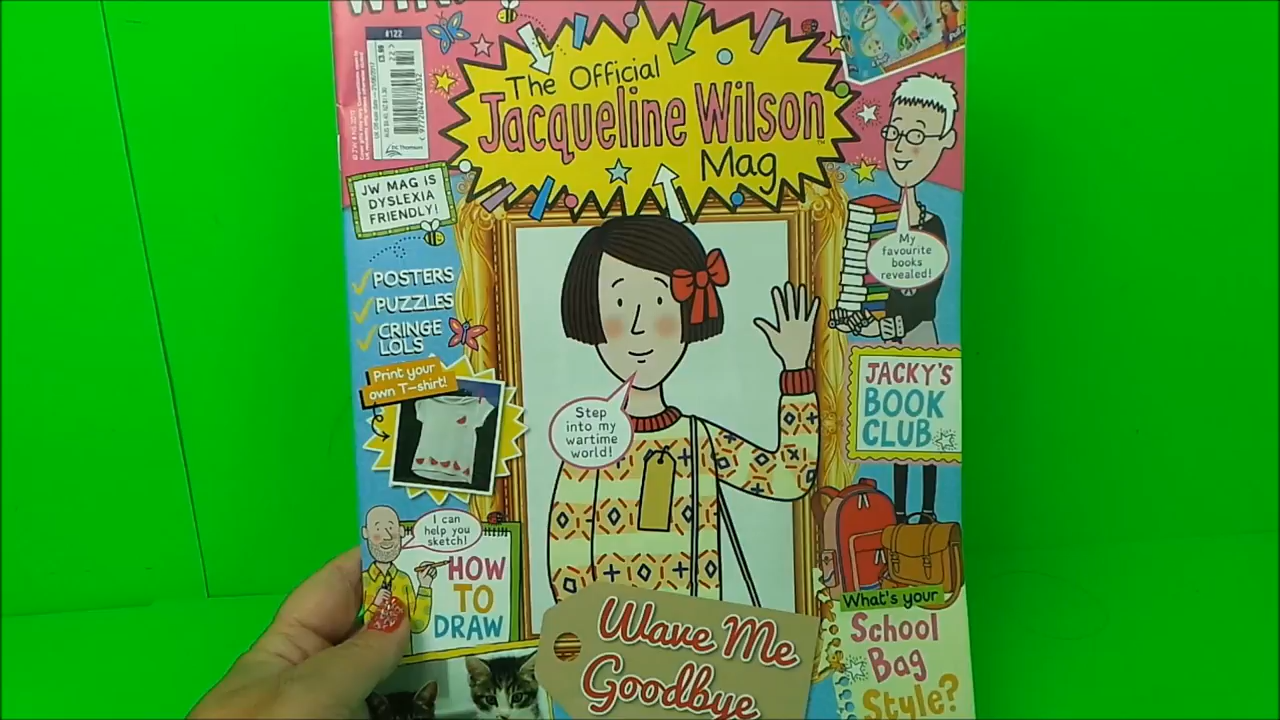 WIN
#122
The Official
Jacqueline Wilson
Mag
JW MAG IS
DYSLEXIA
FRIENDLY!
POSTERS
PUZZLES
CRINGE
LOLS
Print your
own T-shirt!
I can
help you
sketch!
HOW
TO
DRAW
Step
into my
wartime
world!
My
favourite
books
revealed!
JACKY'S
BOOK
CLUB
What's your
School
Bag
Style?
Wave Me
Goodbye